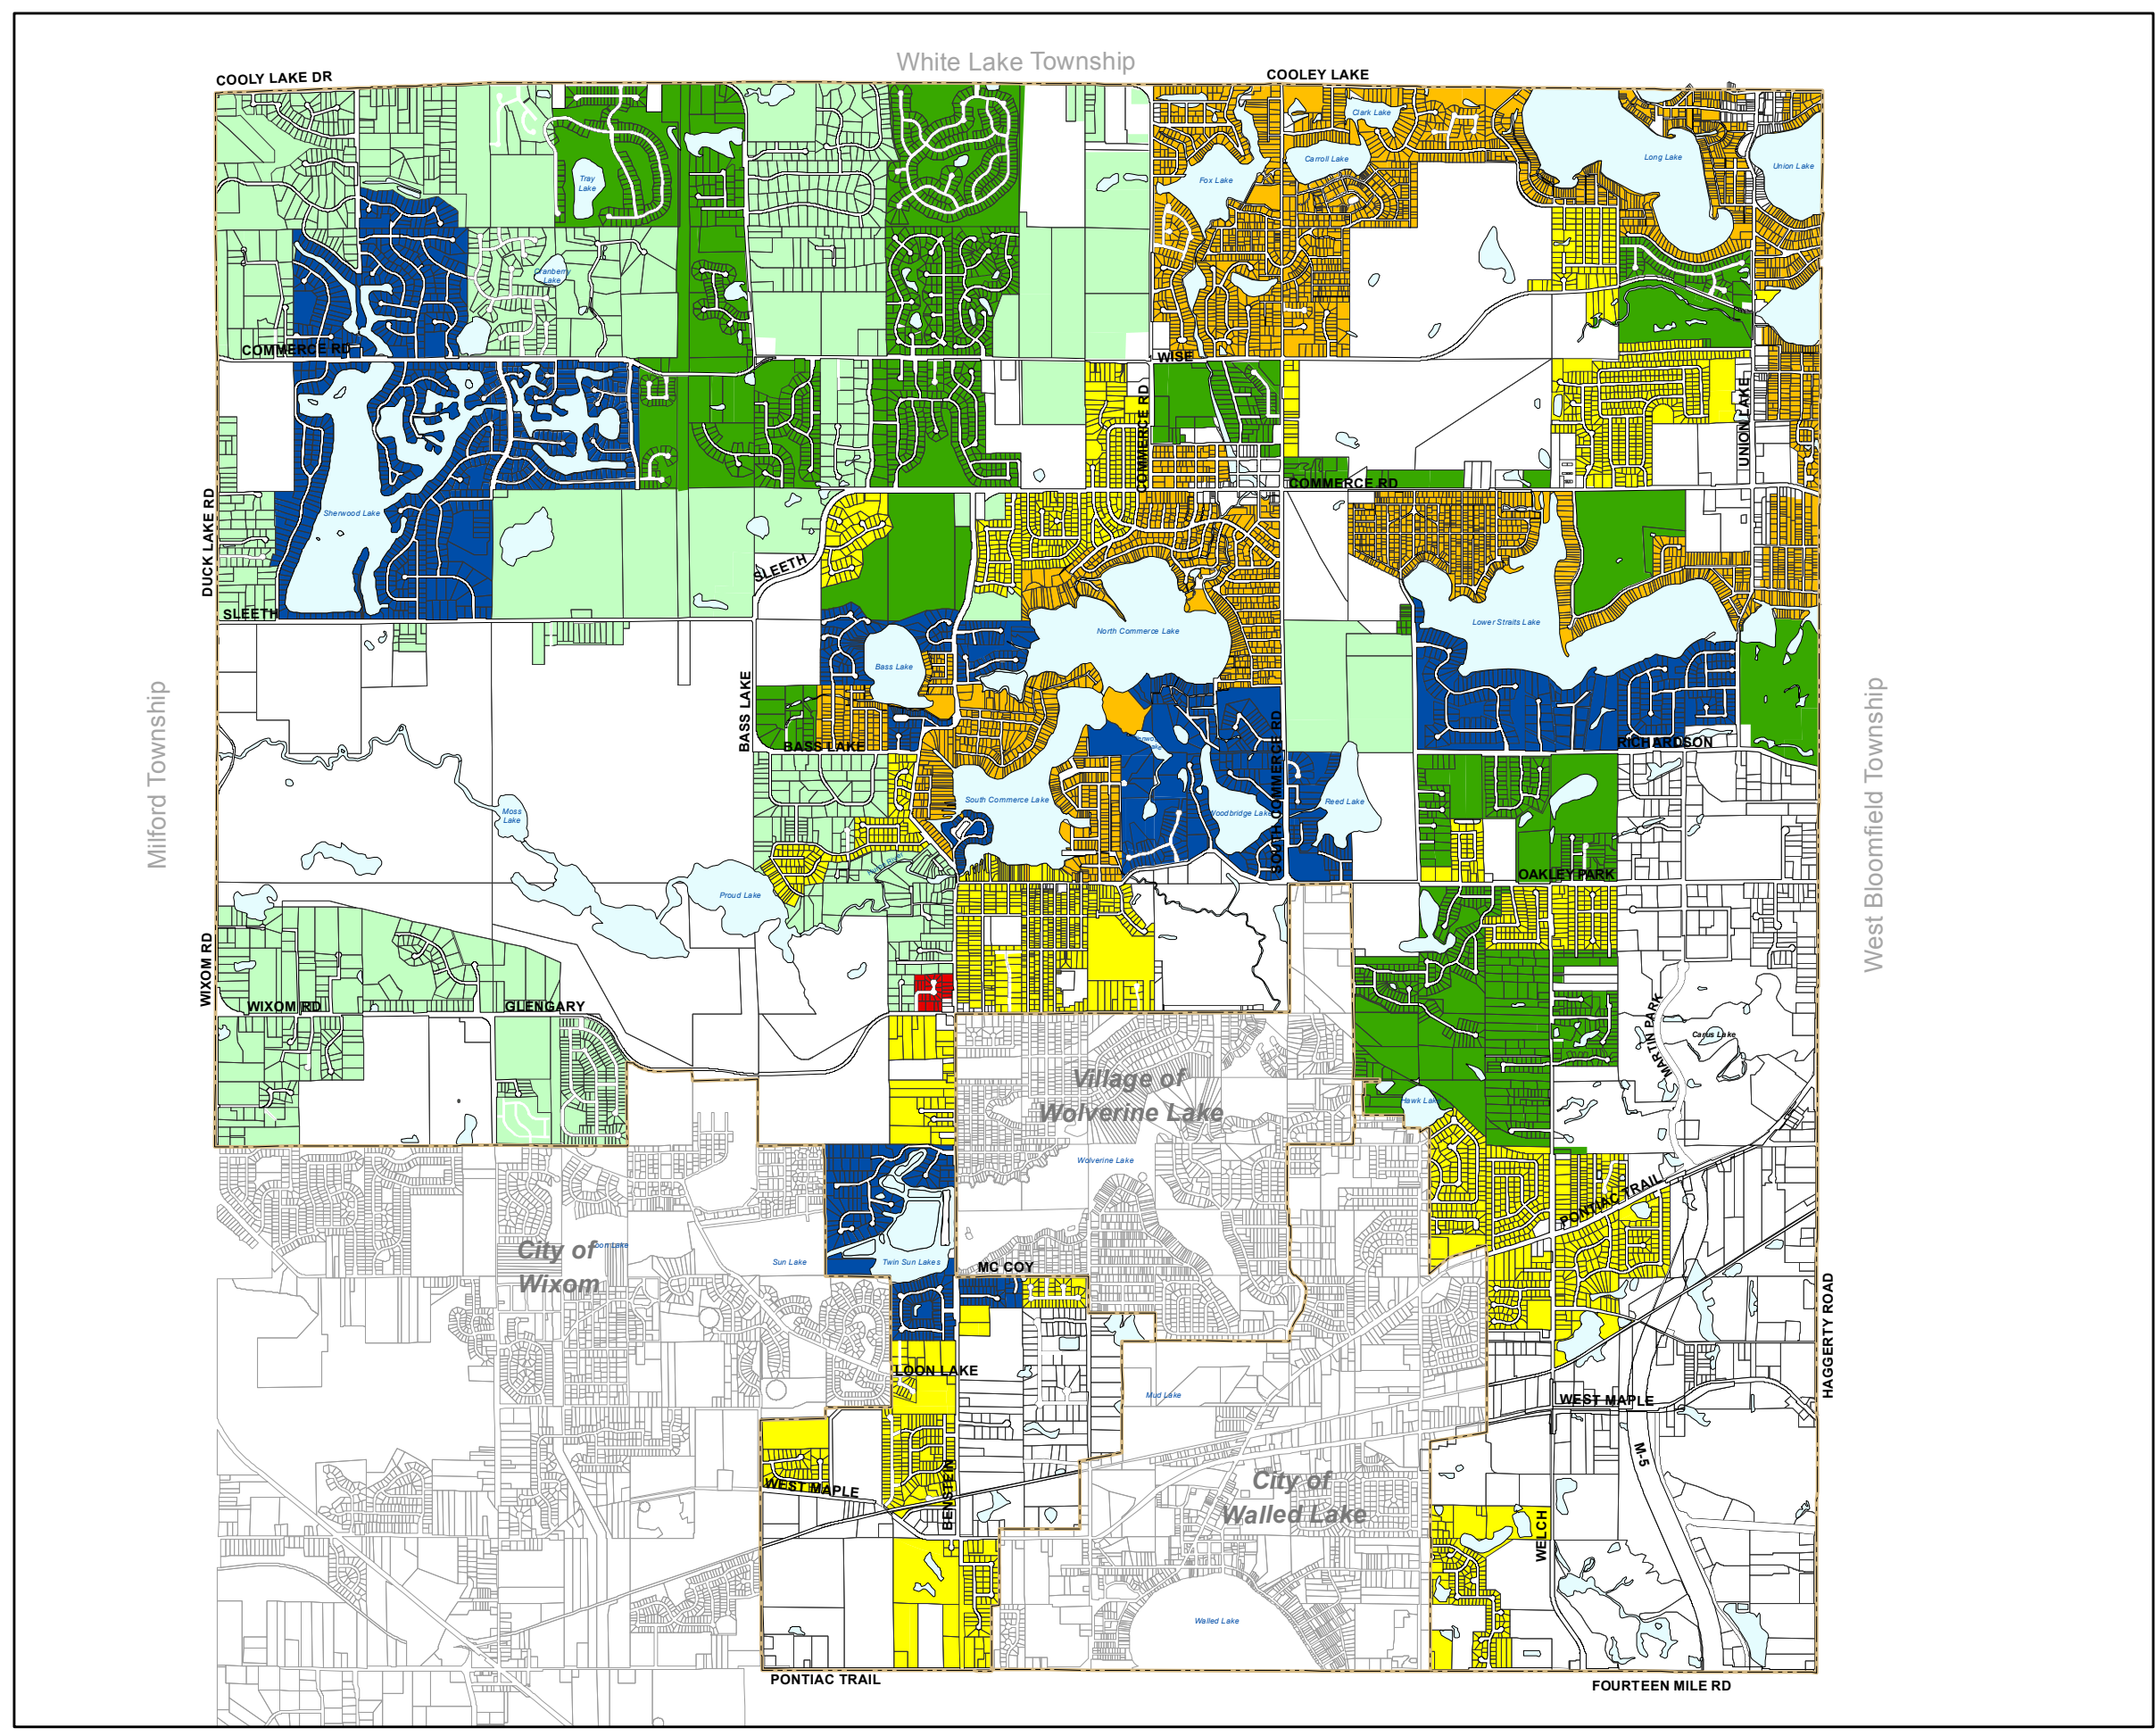 White Lake Township
COOLY LAKE DR
COOLEY LAKE
Clark Lake
Long Lake
Carroll Lake
Union Lake
Fox Lake
Tray
Lake
Cranberry
Lake
COMMERCE RD
WISE
COMMERCE RD
UNION LAKE
COMMERCE RD
Sherwood Lake
DUCK LAKE RD
SLEETH
SLEETH
North Commerce Lake
Lower Straits Lake
Bass Lake
Milford Township
West Bloomfield Township
BASS LAKE
BASS LAKE
SOUTH COMMERCE RD
RICHARDSON
South Commerce Lake
Reed Lake
Moss
Lake
Woodbridge Lake
Proud Lake
OAKLEY PARK
WIXOM RD
WIXOM RD
GLENGARY
MARTIN PARK
Carus Lake
Village of
Wolverine Lake
Hawk Lake
Wolverine Lake
PONTIAC TRAIL
City of
Wixom
Loon Lake
Sun Lake
Twin Sun Lakes
MC COY
HAGGERTY ROAD
LOON LAKE
Mud Lake
WEST MAPLE
M-5
WEST MAPLE
BENSTEIN
City of
Walled Lake
WELCH
Walled Lake
PONTIAC TRAIL
FOURTEEN MILE RD